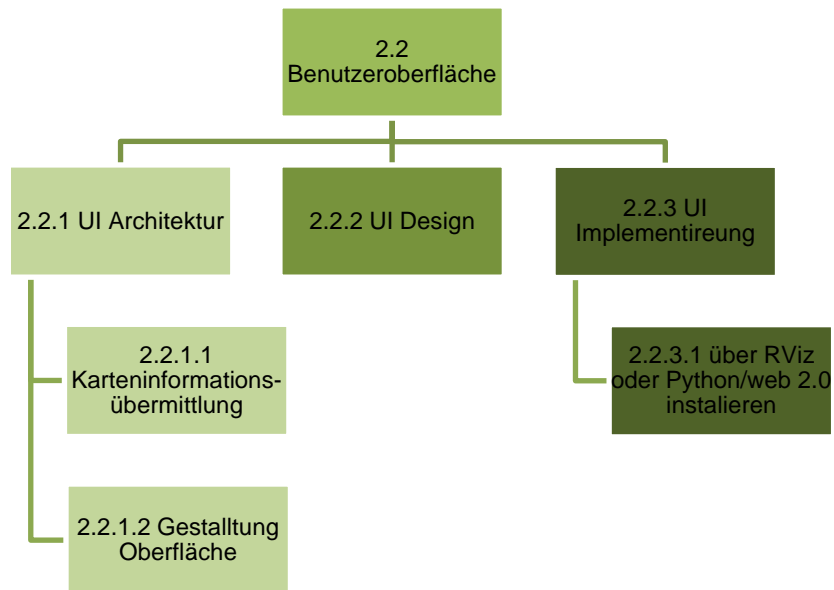 2.2
Benutzeroberfläche
2.2.1 UI Architektur
2.2.2 UI Design
2.2.3 UI
Implementireung
2.2.1.1
Karteninformations-
übermittlung
2.2.3.1 über RViz
oder Python/web 2.0
instalieren
2.2.1.2 Gestalltung
Oberfläche